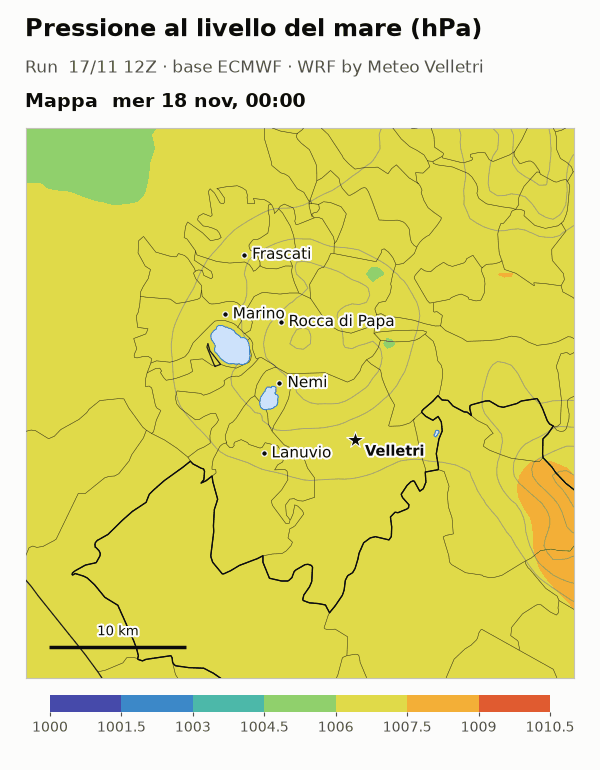 Pressione al livello del mare (hPa)
Run  17/11 12Z · base ECMWF · WRF by Meteo Velletri
Mappa  mer 18 nov, 00:00
Frascati
Marino
Rocca di Papa
Nemi
Velletri
Lanuvio
10 km
1000 1001.5 1003 1004.5 1006 1007.5 1009 1010.5